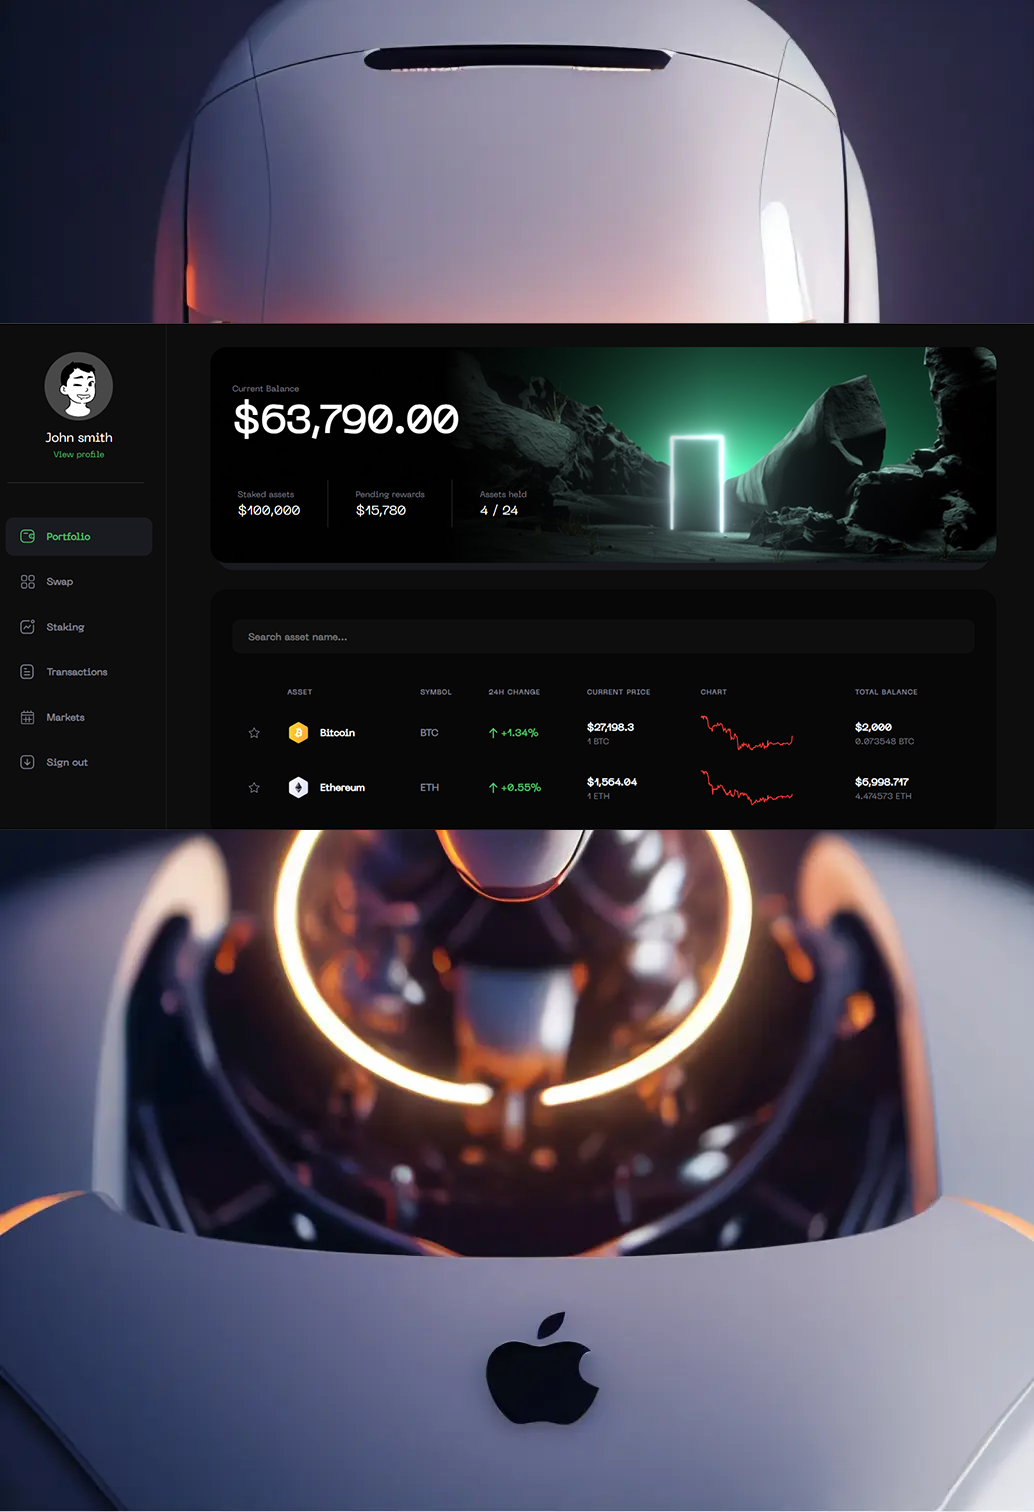 John smith
View profile
Portfolio
Swap
Staking
Transactions
Markets
Sign out
Current Balance
$63,790.00
Staked assets
$100,000
Pending rewards
$15,780
Assets held
4 / 24
Search asset name...
ASSET SYMBOL 24H CHANGE CURRENT PRICE CHART TOTAL BALANCE
Bitcoin BTC +1.34% $27,198.3 $2,000
1 BTC 0.073548 BTC
Ethereum ETH +0.55% $1,564.04 $6,998.717
1 ETH 4.474573 ETH